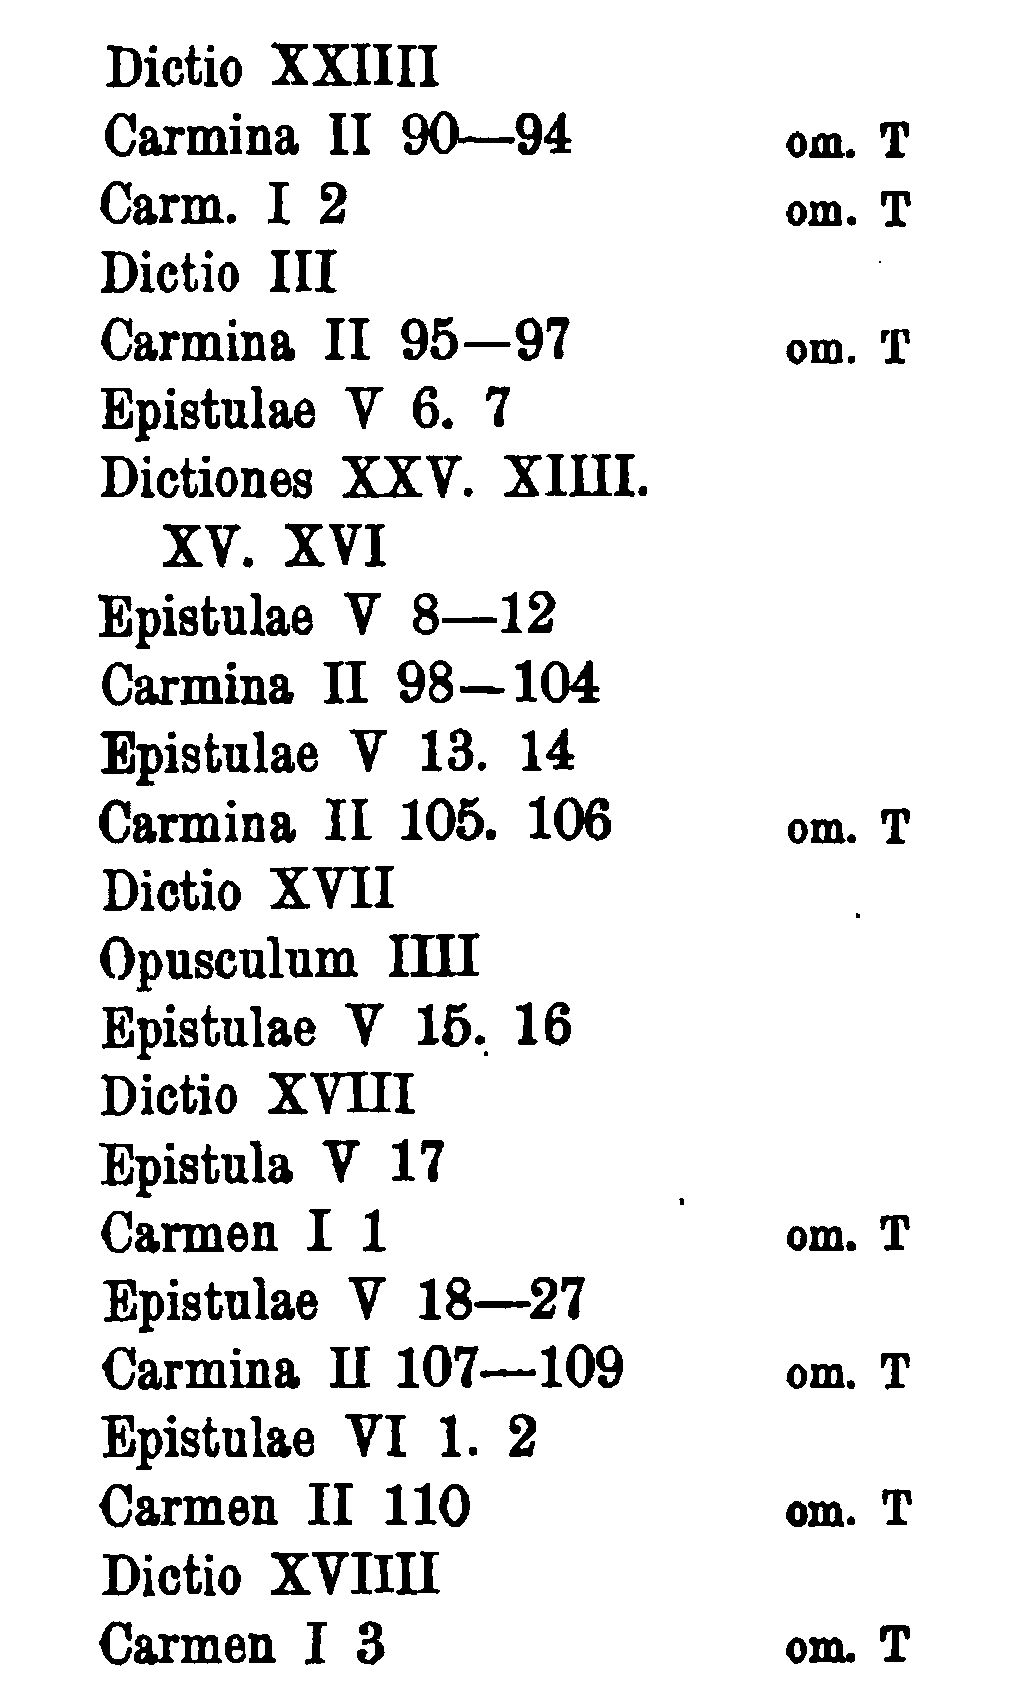 Dictio XXIIII
Carmina II 90—94 om. T
Carm. I 2 om. T
Dictio III
Carmina II 95—97 om. T
Epistulae V 6. 7
Dictiones XXV. XIIII.
XV. XVI
Epistulae V 8—12
Carmina II 98—104
Epistulae V 13. 14
Carmina II 105. 106 om. T
Dictio XVII
Opusculum IIII
Epistulae V 15. 16
Dictio XVIII
Epistula V 17
Carmen I 1 om. T
Epistulae V 18—27
Carmina II 107—109 om. T
Epistulae VI 1. 2
Carmen II 110 om. T
Dictio XVIIII
Carmen I 3 om. T